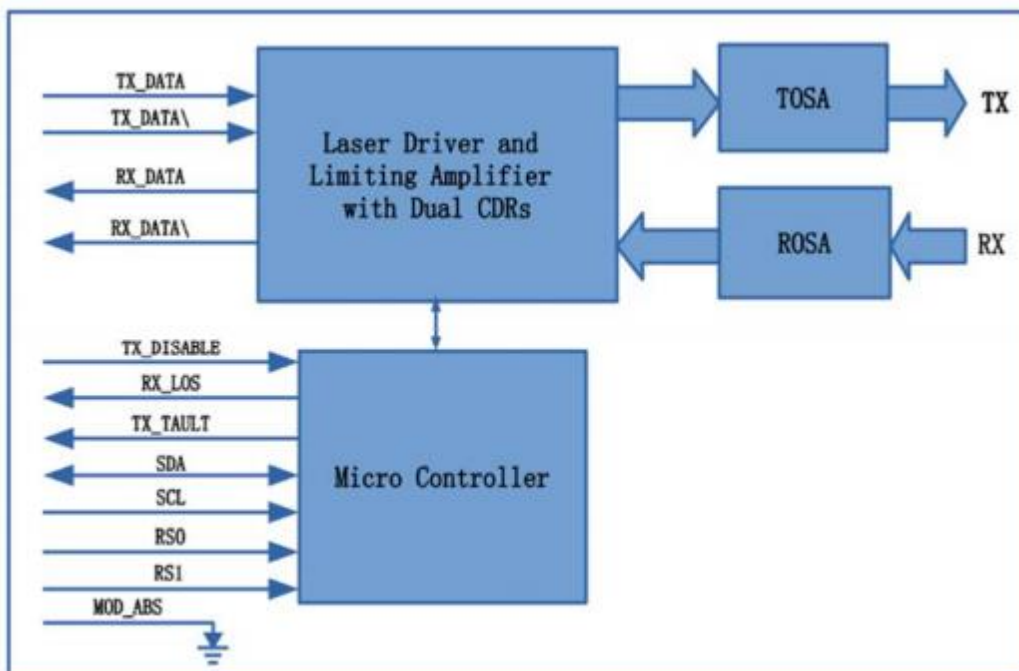 TX_DATA
TX_DATA\
RX_DATA
RX_DATA\
Laser Driver and
Limiting Amplifier
with Dual CDRs
TOSA
TX
ROSA
RX
TX_DISABLE
RX_LOS
TX_TAULT
SDA
SCL
RS0
RS1
MOD_ABS
Micro Controller